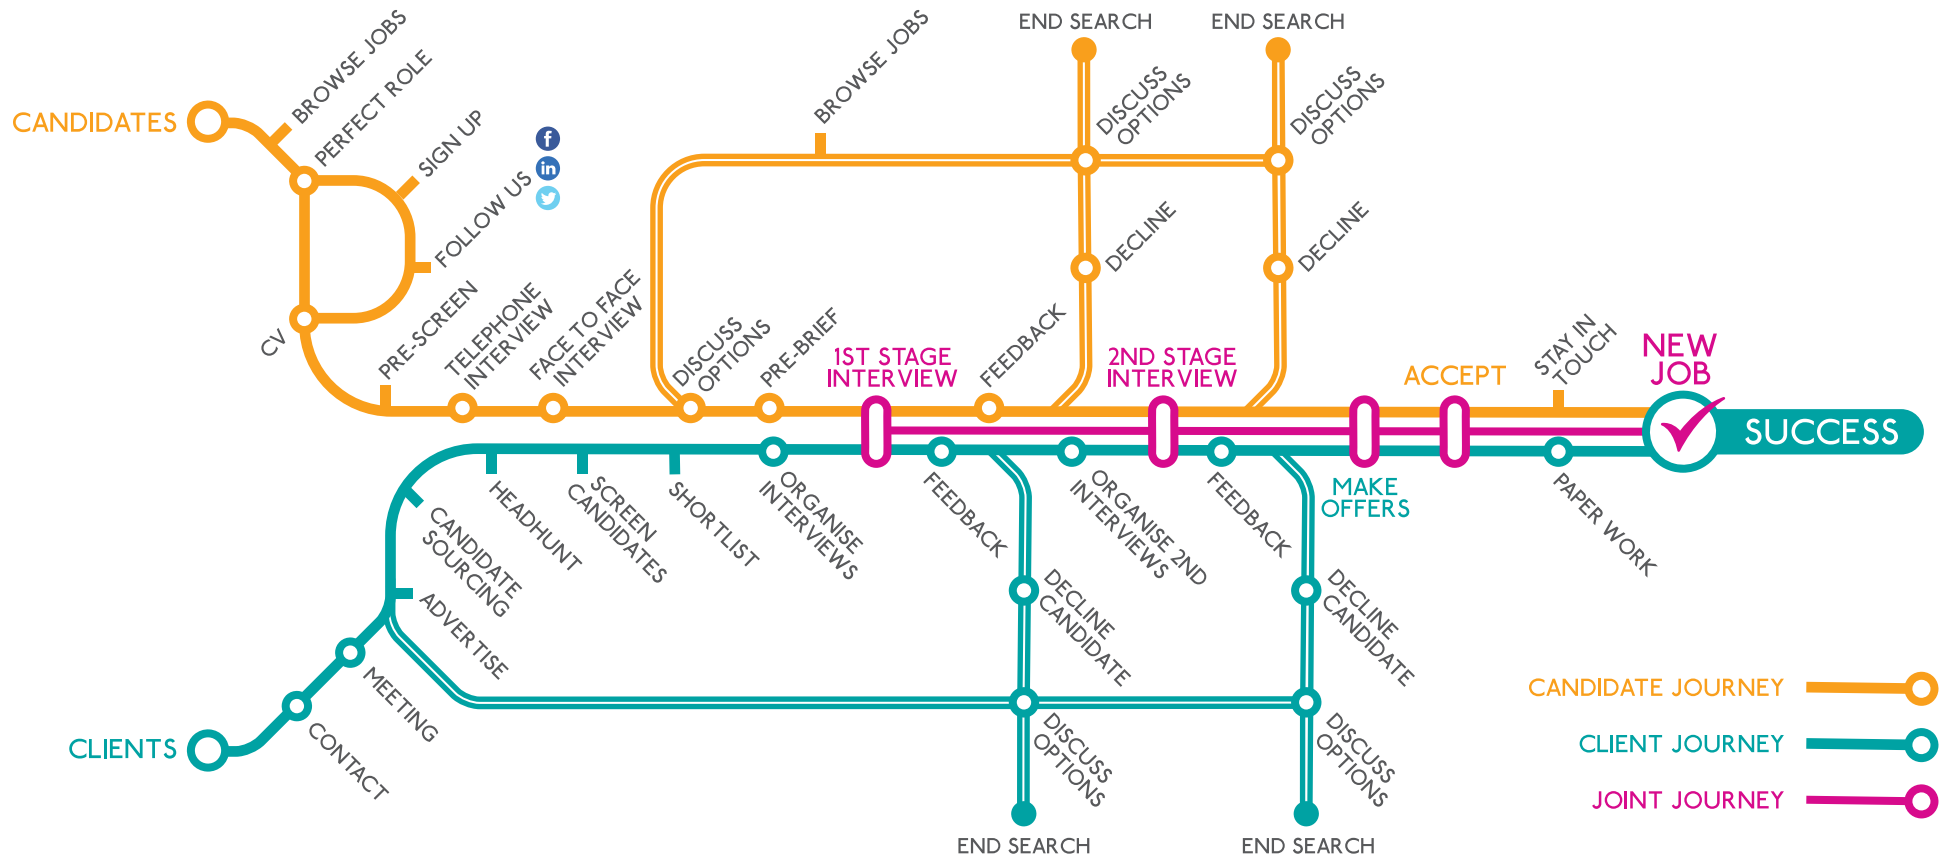 CANDIDATES
BROWSE JOBS
PERFECT ROLE
SIGN UP
FOLLOW US
f
in
CV
PRE-SCREEN
TELEPHONE
INTERVIEW
FACE TO FACE
INTERVIEW
DISCUSS
OPTIONS
PRE-BRIEF
BROWSE JOBS
1ST STAGE
INTERVIEW
FEEDBACK
END SEARCH
DISCUSS
OPTIONS
DECLINE
2ND STAGE
INTERVIEW
END SEARCH
DISCUSS
OPTIONS
DECLINE
ACCEPT
STAY IN
TOUCH
NEW
JOB
SUCCESS
CLIENTS
CONTACT
MEETING
ADVERTISE
CANDIDATE
SOURCING
HEADHUNT
SCREEN
CANDIDATES
SHORTLIST
ORGANISE
INTERVIEWS
FEEDBACK
DECLINE
CANDIDATE
DISCUSS
OPTIONS
END SEARCH
ORGANISE 2ND
INTERVIEWS
FEEDBACK
DECLINE
CANDIDATE
DISCUSS
OPTIONS
END SEARCH
MAKE
OFFERS
PAPER WORK
CANDIDATE JOURNEY
CLIENT JOURNEY
JOINT JOURNEY